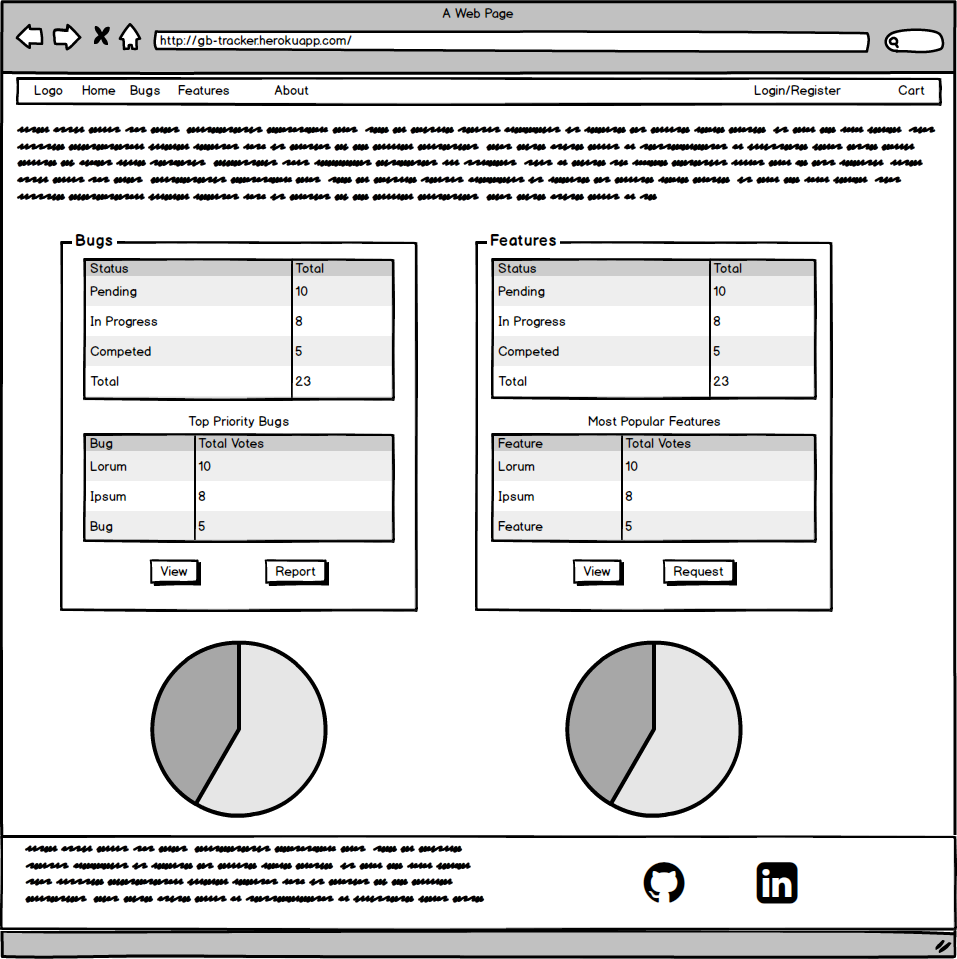 A Web Page
http://gb-tracker.herokuapp.com/
Logo Home Bugs Features About Login/Register Cart
Bugs
Status Total
Pending 10
In Progress 8
Competed 5
Total 23
Top Priority Bugs
Bug Total Votes
Lorum 10
Ipsum 8
Bug 5
View Report
Features
Status Total
Pending 10
In Progress 8
Competed 5
Total 23
Most Popular Features
Feature Total Votes
Lorum 10
Ipsum 8
Feature 5
View Request
in